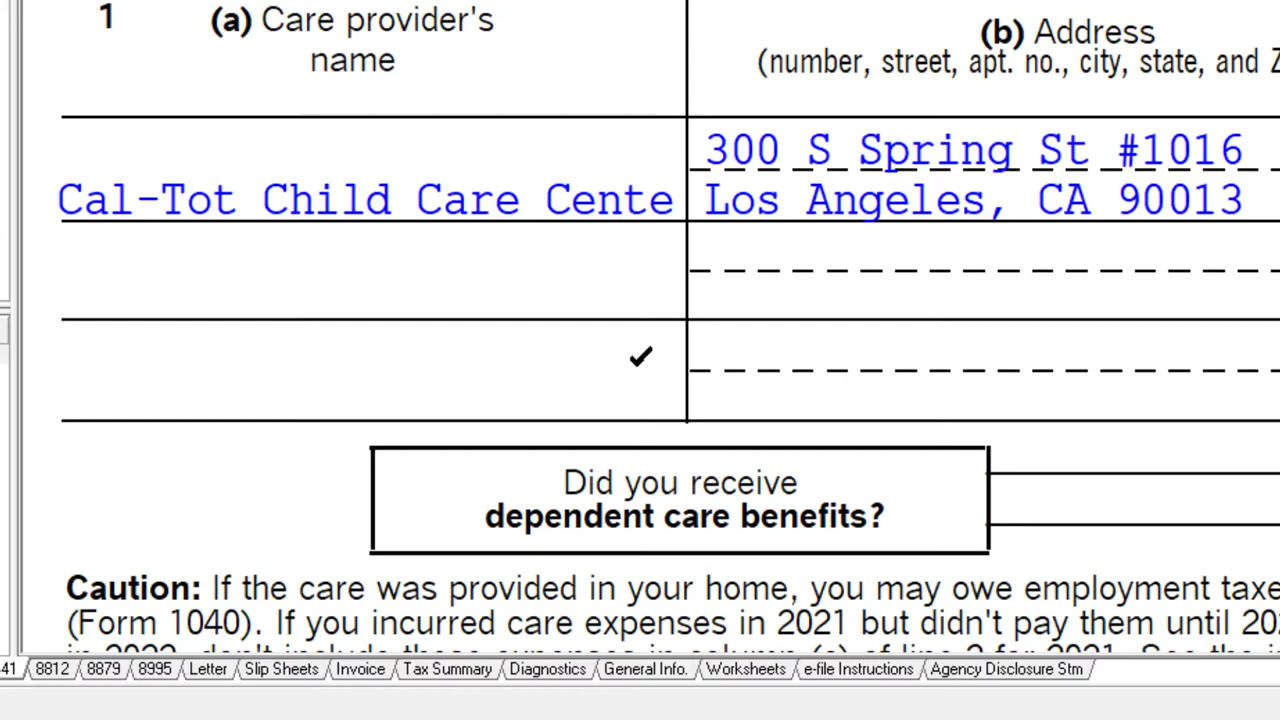 1 (a) Care provider's
name
(b) Address
(number, street, apt. no., city, state, and Z
Cal-Tot Child Care Cente
300 S Spring St #1016
Los Angeles, CA 90013
Did you receive
dependent care benefits?
Caution: If the care was provided in your home, you may owe employment taxe
(Form 1040). If you incurred care expenses in 2021 but didn't pay them until 202
in 2022, don't include these expenses in column (c) of line 2 for 2021. See the i
41 8812 8879 8995 Letter Slip Sheets Invoice Tax Summary Diagnostics General Info. Worksheets e-file Instructions Agency Disclosure Stm